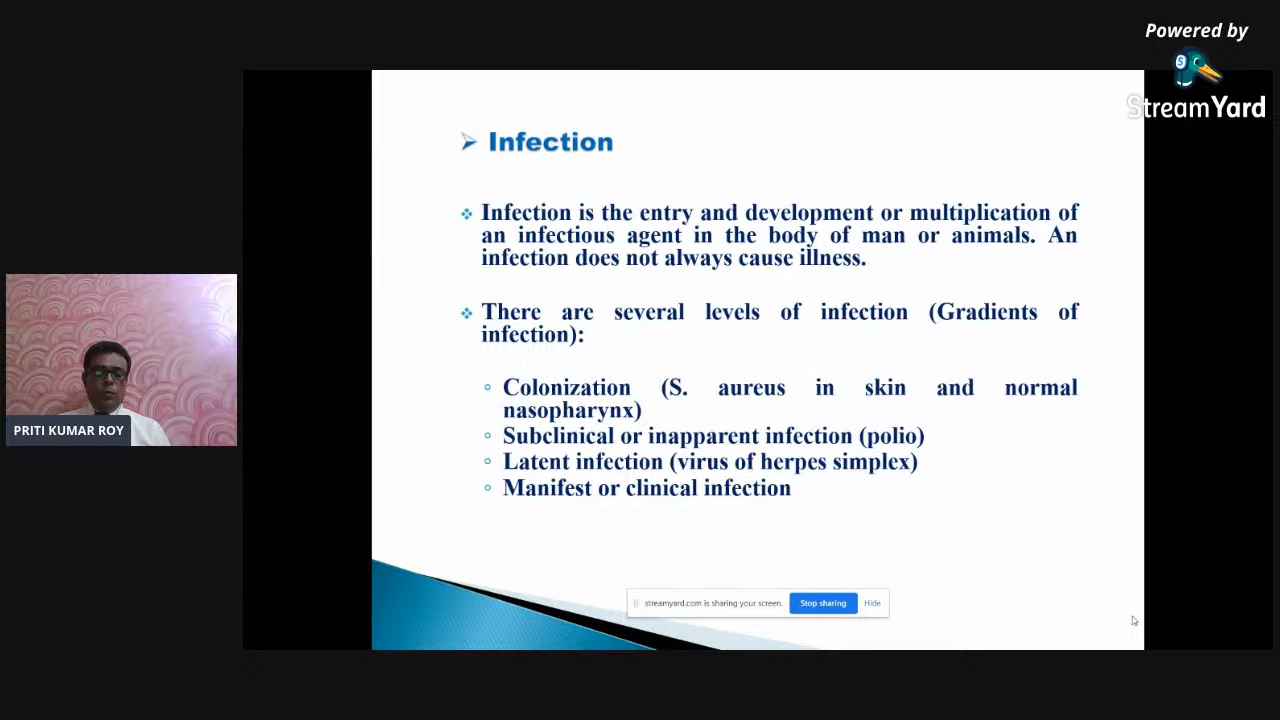 Powered by
StreamYard
Infection
Infection is the entry and development or multiplication of
an infectious agent in the body of man or animals. An
infection does not always cause illness.
There are several levels of infection (Gradients of
infection):
Colonization (S. aureus in skin and normal
nasopharynx)
Subclinical or inapparent infection (polio)
Latent infection (virus of herpes simplex)
Manifest or clinical infection
PRITI KUMAR ROY
streamyard.com is sharing your screen. Stop sharing Hide